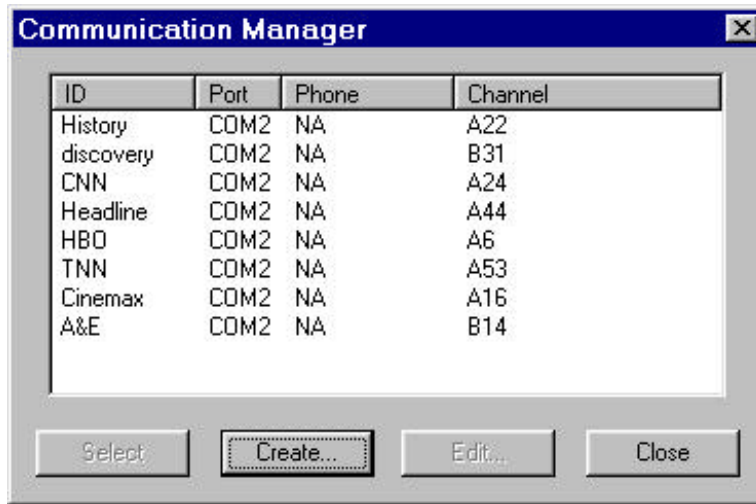 Communication Manager
ID Port Phone Channel
History COM2 NA A22
discovery COM2 NA B31
CNN COM2 NA A24
Headline COM2 NA A44
HBO COM2 NA A6
TNN COM2 NA A53
Cinemax COM2 NA A16
A&E COM2 NA B14
Select Create... Edit... Close